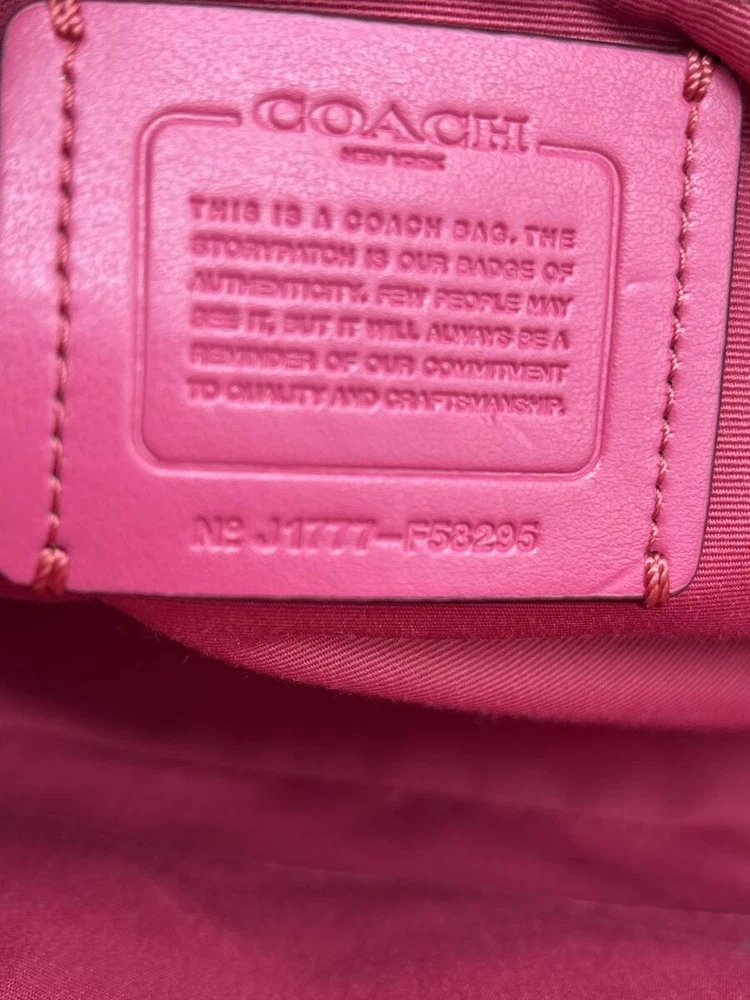 COACH
NEW YORK
THIS IS A COACH BAG. THE
STORYPATCH IS OUR BADGE OF
AUTHENTICITY. FEW PEOPLE MAY
SEE IT, BUT IT WILL ALWAYS BE A
REMINDER OF OUR COMMITMENT
TO QUALITY AND CRAFTSMANSHIP.
Nº J1777-F58295